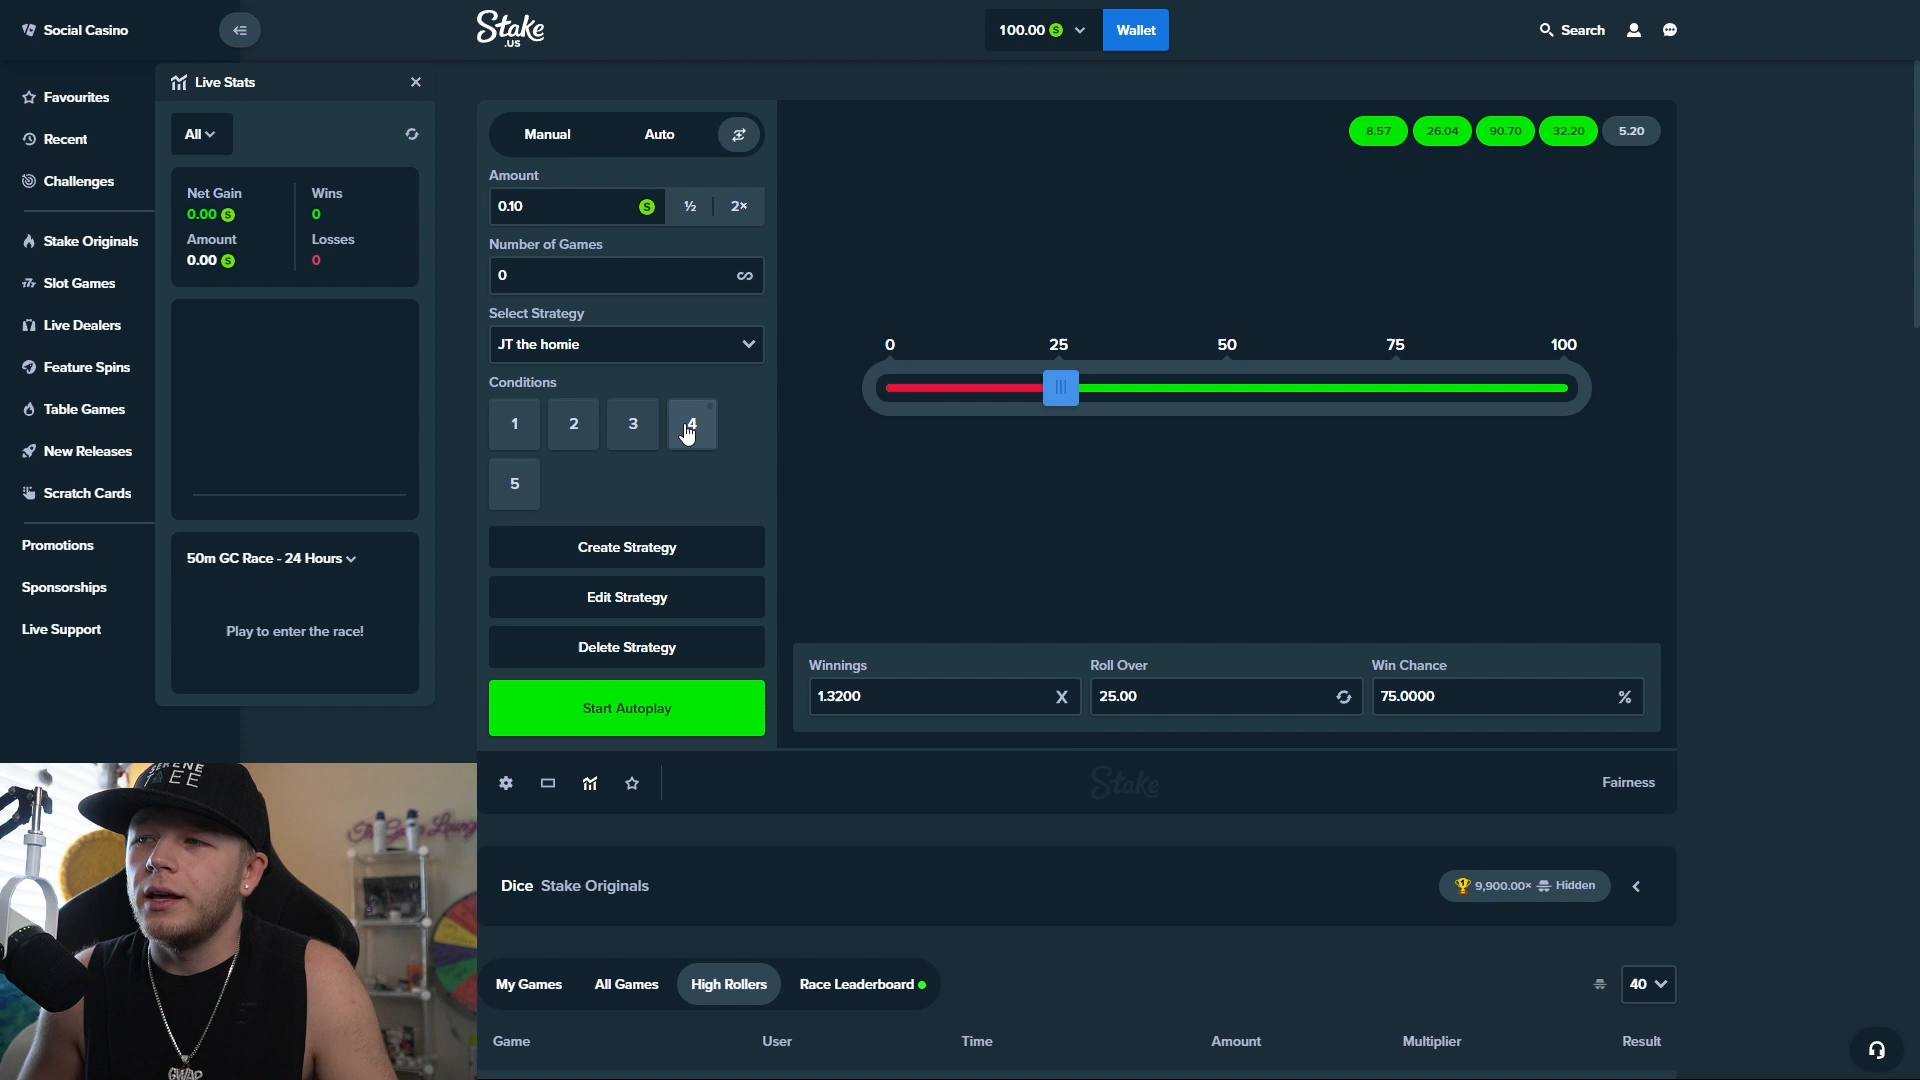 Social Casino
Stake
.US
100.00
Wallet
Search
Favourites
Recent
Challenges
Stake Originals
Slot Games
Live Dealers
Feature Spins
Table Games
New Releases
Scratch Cards
Promotions
Sponsorships
Live Support
Live Stats
All
Net Gain
0.00
Wins
0
Amount
0.00
Losses
0
50m GC Race - 24 Hours
Play to enter the race!
Manual
Auto
Amount
0.10
½
2×
Number of Games
0
∞
Select Strategy
JT the homie
Conditions
1
2
3
4
5
Create Strategy
Edit Strategy
Delete Strategy
Start Autoplay
8.57
26.04
90.70
32.20
5.20
0
25
50
75
100
Winnings
1.3200
Roll Over
25.00
Win Chance
75.0000
%
Stake
Fairness
Dice Stake Originals
9,900.00×
Hidden
My Games
All Games
High Rollers
Race Leaderboard
40
Game
User
Time
Amount
Multiplier
Result
GWAP